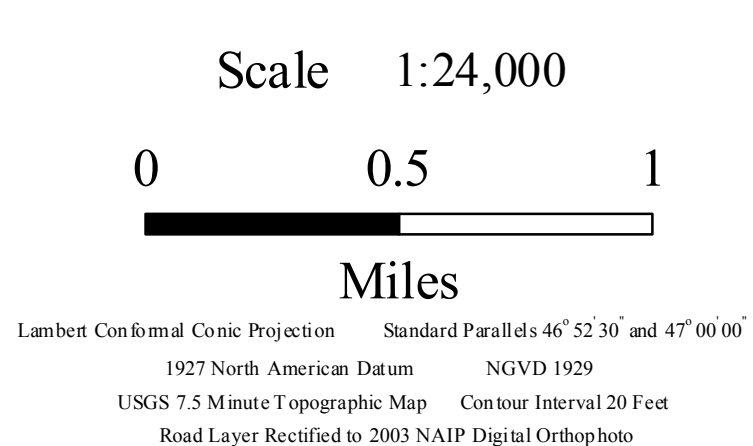 Scale 1:24,000
0 0.5 1
Miles
Lambert Conformal Conic Projection Standard Parallels 46° 52' 30" and 47° 00' 00"
1927 North American Datum NGVD 1929
USGS 7.5 Minute Topographic Map Contour Interval 20 Feet
Road Layer Rectified to 2003 NAIP Digital Orthophoto